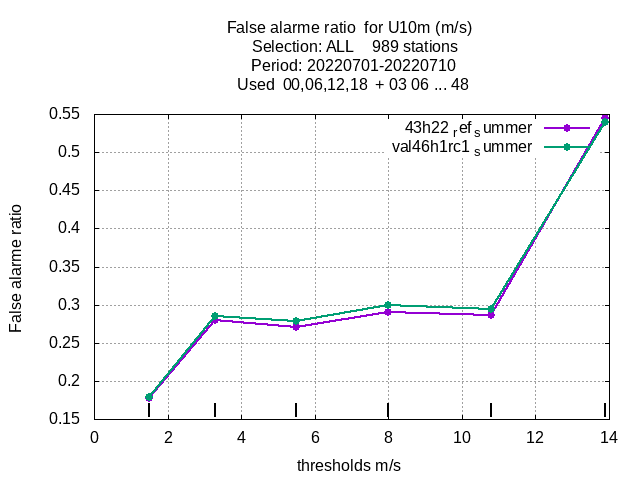 False alarme ratio  for U10m (m/s)
Selection: ALL    989 stations
Period: 20220701-20220710
Used  00,06,12,18  + 03 06 ... 48
43h22 ref summer
val46h1rc1 summer
0.55
0.5
0.45
0.4
0.35
0.3
0.25
0.2
0.15
False alarme ratio
0 2 4 6 8 10 12 14
thresholds m/s